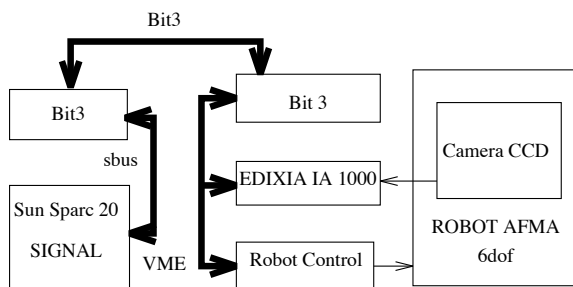 Bit3
Bit3
Bit 3
sbus
EDIXIA IA 1000
Camera CCD
Sun Sparc 20
SIGNAL
VME
Robot Control
ROBOT AFMA
6dof